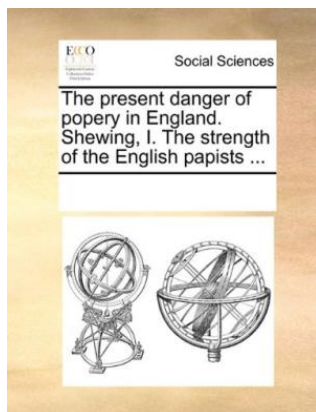 ECCO
Social Sciences
The present danger of
popery in England.
Shewing, I. The strength
of the English papists ...